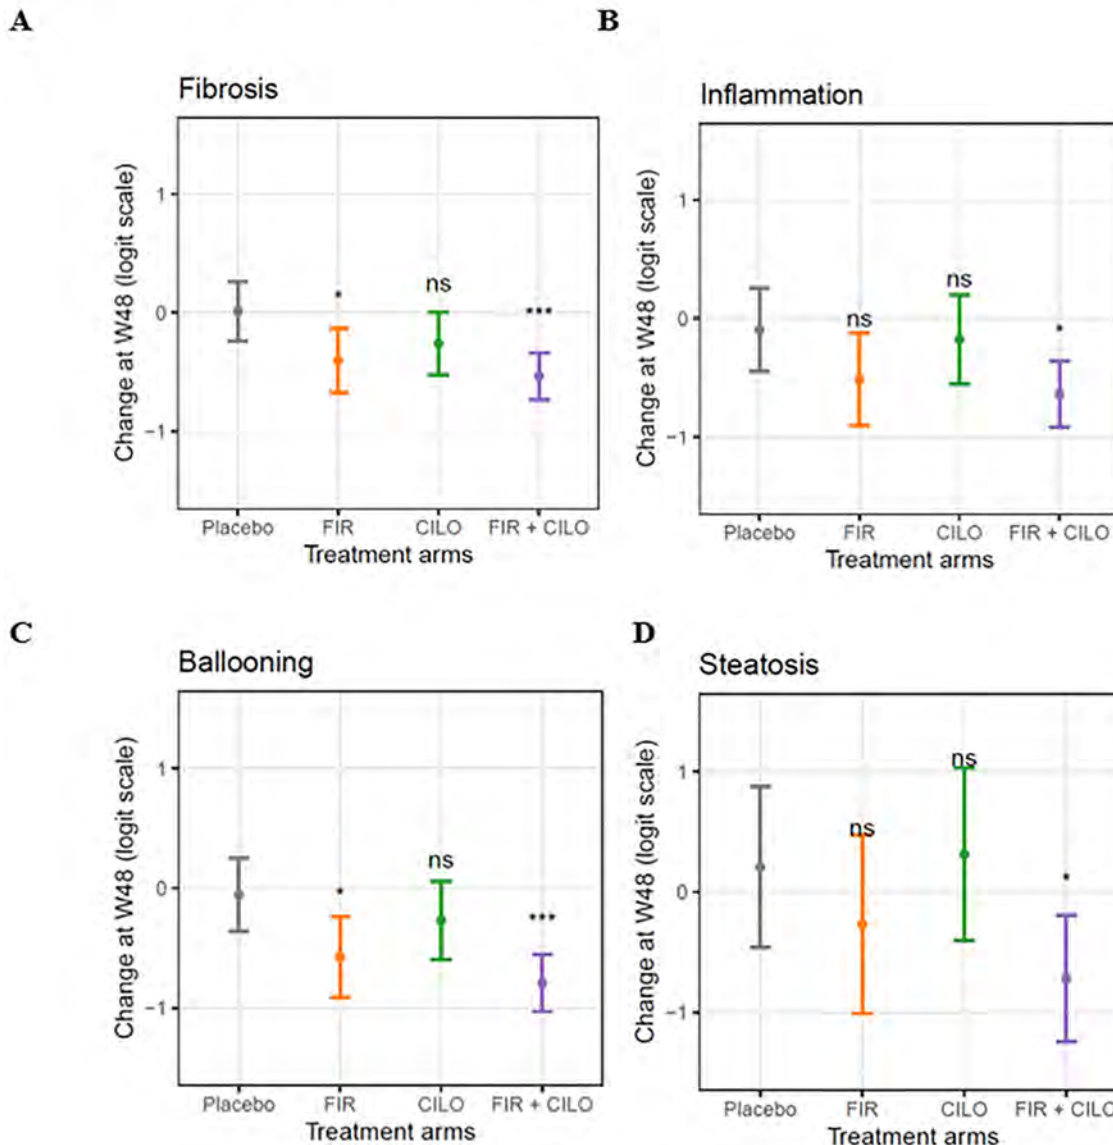 A
Fibrosis
Change at W48 (logit scale)
1
0
−1
*
ns
***
Placebo FIR CILO FIR + CILO
Treatment arms
B
Inflammation
Change at W48 (logit scale)
1
0
−1
ns
ns
*
Placebo FIR CILO FIR + CILO
Treatment arms
C
Ballooning
Change at W48 (logit scale)
1
0
−1
*
ns
***
Placebo FIR CILO FIR + CILO
Treatment arms
D
Steatosis
Change at W48 (logit scale)
1
0
−1
ns
ns
*
Placebo FIR CILO FIR + CILO
Treatment arms